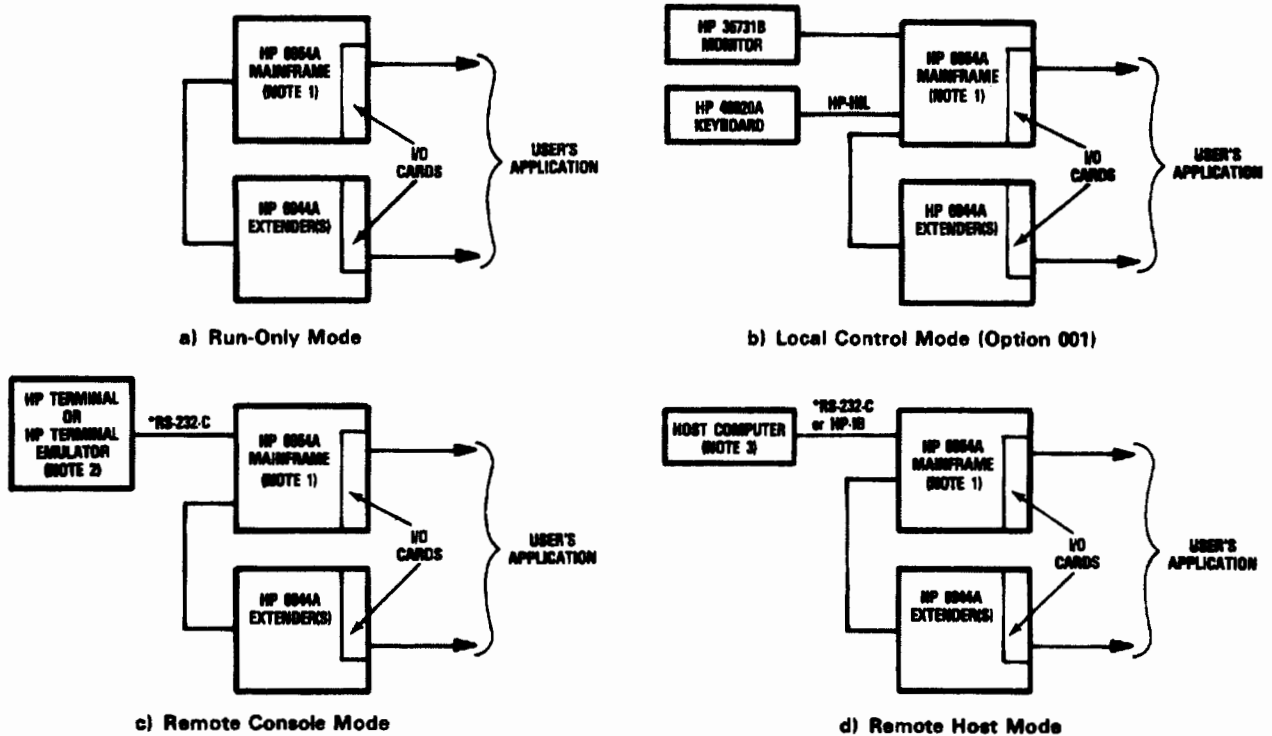 HP 6954A
MAINFRAME
(NOTE 1)
I/O
CARDS
HP 6944A
EXTENDER(S)
USER'S
APPLICATION
a) Run-Only Mode
HP 35731B
MONITOR
HP 46020A
KEYBOARD
HP-HIL
HP 6954A
MAINFRAME
(NOTE 1)
I/O
CARDS
HP 6944A
EXTENDER(S)
USER'S
APPLICATION
b) Local Control Mode (Option 001)
HP TERMINAL
OR
HP TERMINAL
EMULATOR
(NOTE 2)
*RS-232-C
HP 6954A
MAINFRAME
(NOTE 1)
I/O
CARDS
HP 6944A
EXTENDER(S)
USER'S
APPLICATION
c) Remote Console Mode
HOST COMPUTER
(NOTE 3)
*RS-232-C
or HP-IB
HP 6954A
MAINFRAME
(NOTE 1)
I/O
CARDS
HP 6944A
EXTENDER(S)
USER'S
APPLICATION
d) Remote Host Mode